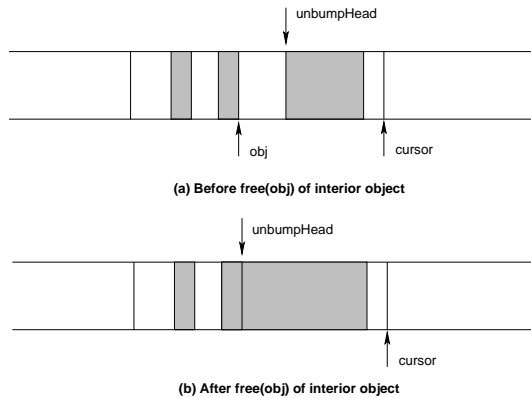 unbumpHead
obj
cursor
(a) Before free(obj) of interior object
unbumpHead
cursor
(b) After free(obj) of interior object